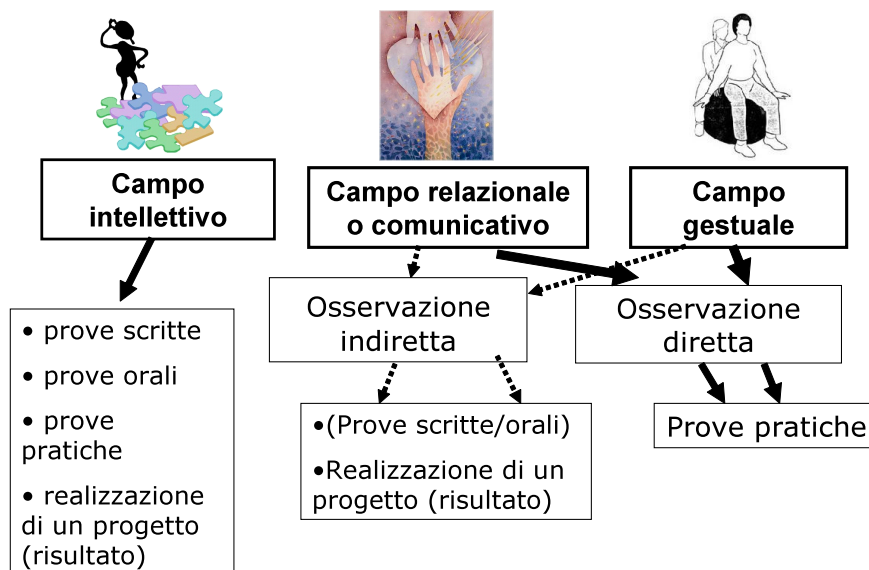 Campo
intellettivo
Campo relazionale
o comunicativo
Campo
gestuale
Osservazione
indiretta
Osservazione
diretta
• prove scritte
• prove orali
• prove
pratiche
• realizzazione
di un progetto
(risultato)
•(Prove scritte/orali)
•Realizzazione di un
progetto (risultato)
Prove pratiche